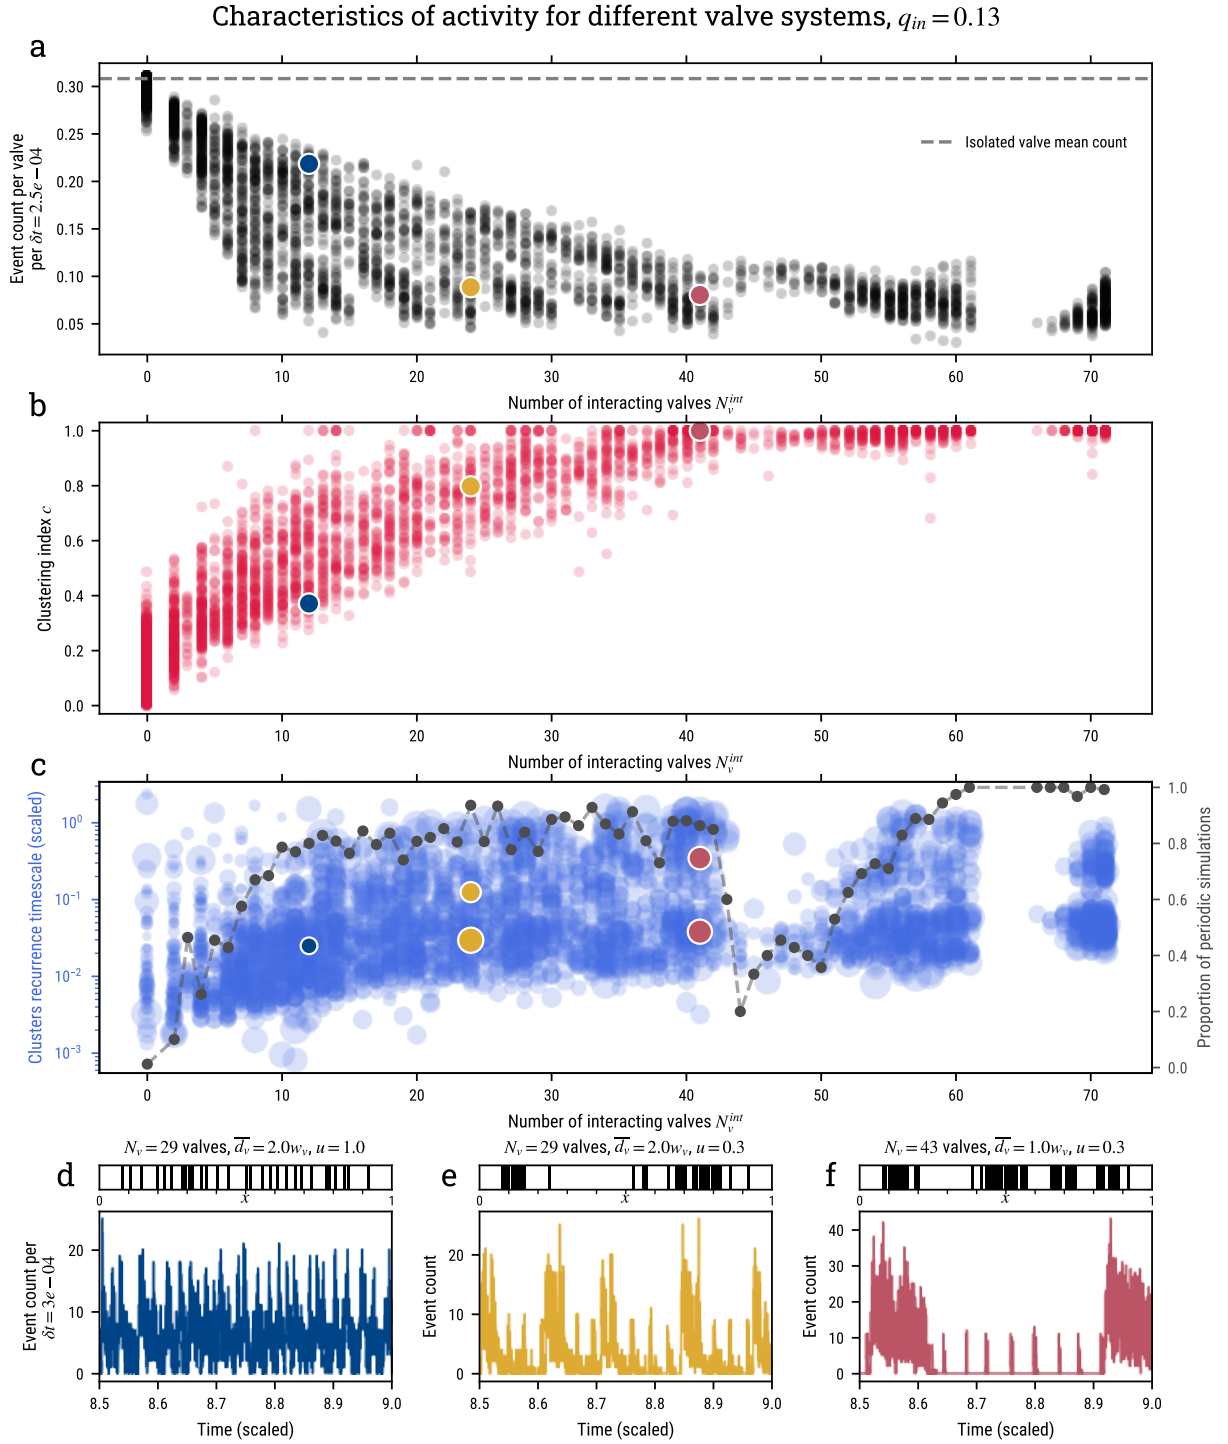 Characteristics of activity for different valve systems, q_in = 0.13
a
Event count per valve
per δt = 2.5e − 04
0.30
0.25
0.20
0.15
0.10
0.05
Isolated valve mean count
0 10 20 30 40 50 60 70
Number of interacting valves N_v^int
b
Clustering index c
1.0
0.8
0.6
0.4
0.2
0.0
0 10 20 30 40 50 60 70
Number of interacting valves N_v^int
c
Clusters recurrence timescale (scaled)
10^0
10^−1
10^−2
10^−3
Proportion of periodic simulations
1.0
0.8
0.6
0.4
0.2
0.0
0 10 20 30 40 50 60 70
Number of interacting valves N_v^int
d
N_v = 29 valves, \overline{d_v} = 2.0w_v, u = 1.0
0 x 1
Event count per
δt = 3e − 04
20
10
0
8.5 8.6 8.7 8.8 8.9 9.0
Time (scaled)
e
N_v = 29 valves, \overline{d_v} = 2.0w_v, u = 0.3
0 x 1
Event count
20
10
0
8.5 8.6 8.7 8.8 8.9 9.0
Time (scaled)
f
N_v = 43 valves, \overline{d_v} = 1.0w_v, u = 0.3
0 x 1
Event count
40
30
20
10
0
8.5 8.6 8.7 8.8 8.9 9.0
Time (scaled)